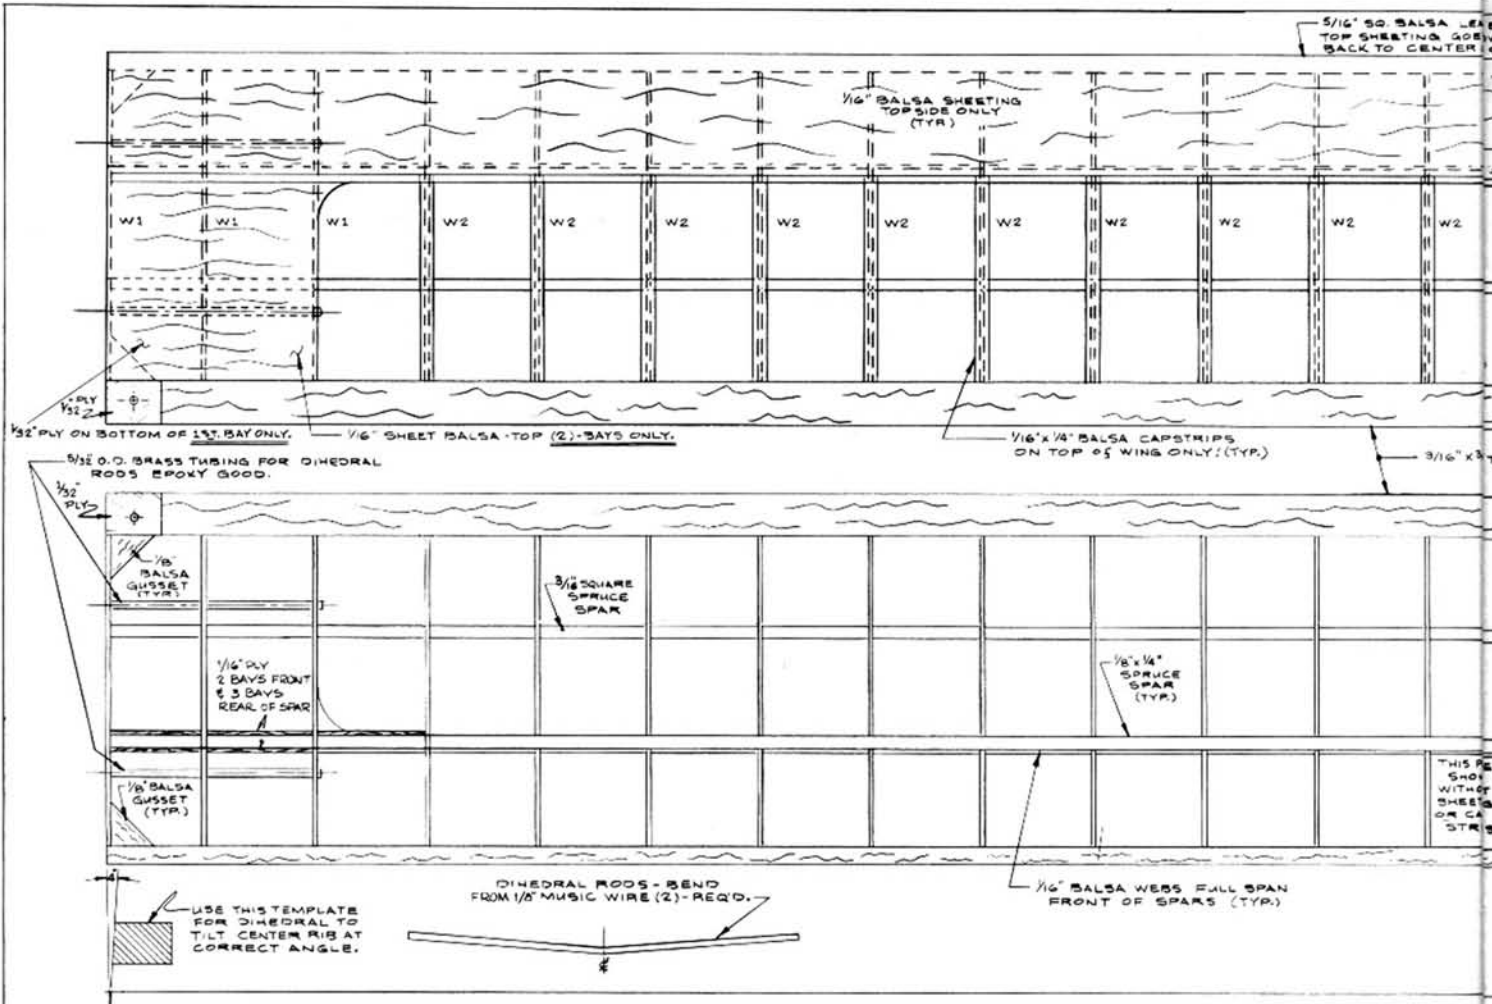 5/16" SQ. BALSA
TOP SHEETING
BACK TO CENTER
1/16" BALSA SHEETING
TOPSIDE ONLY
(TYP.)
W1 W1 W1 W2 W2 W2 W2 W2 W2 W2 W2 W2 W2
1/32" PLY
1/32" PLY ON BOTTOM OF 1ST. BAY ONLY.
1/16" SHEET BALSA-TOP (2)-BAYS ONLY.
1/16" x 1/4" BALSA CAPSTRIPS
ON TOP OF WING ONLY! (TYP.)
3/16" x
5/32 O.D. BRASS TUBING FOR DIHEDRAL
RODS EPOXY GOOD.
1/32"
PLY
1/8"
BALSA
GUSSET
(TYP.)
3/16" SQUARE
SPRUCE
SPAR
1/16" PLY
2 BAYS FRONT
& 3 BAYS
REAR OF SPAR
1/8" x 1/4"
SPRUCE
SPAR
(TYP.)
1/8" BALSA
GUSSET
(TYP.)
THIS
WITHOUT
1/16" BALSA WEBS FULL SPAN
FRONT OF SPARS (TYP.)
DIHEDRAL RODS - BEND
FROM 1/8" MUSIC WIRE (2)-REQ'D.
USE THIS TEMPLATE
FOR DIHEDRAL TO
TILT CENTER RIB AT
CORRECT ANGLE.